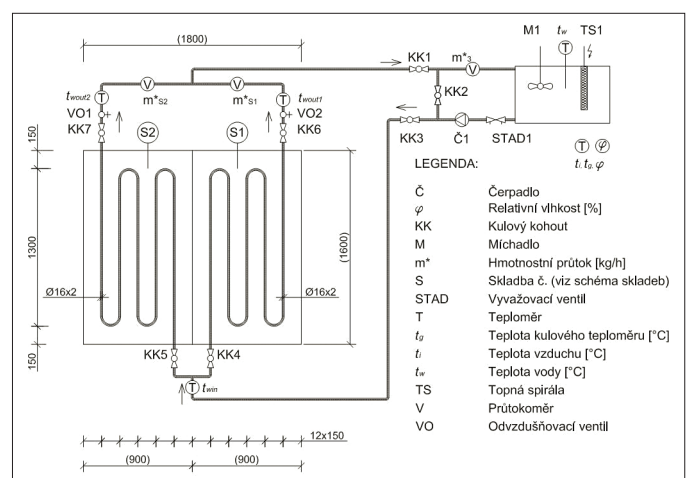 (1800)
M1 tw TS1
KK1 m*3
T
V
twout2
V
V
twout1
T
m*S2 m*S1
T
KK2
VO1
VO2
KK7
KK6
KK3
Č1
STAD1
150
S2
S1
T φ
ti, tg, φ
1300
(1600)
Ø16x2
Ø16x2
150
KK5
KK4
T twin
12x150
(900)
(900)
LEGENDA:
Č Čerpadlo
φ Relativní vlhkost [%]
KK Kulový kohout
M Míchadlo
m* Hmotnostní průtok [kg/h]
S Skladba č. (viz schéma skladeb)
STAD Vyvažovací ventil
T Teploměr
tg Teplota kulového teploměru [°C]
ti Teplota vzduchu [°C]
tw Teplota vody [°C]
TS Topná spirála
V Průtokoměr
VO Odvzdušňovací ventil